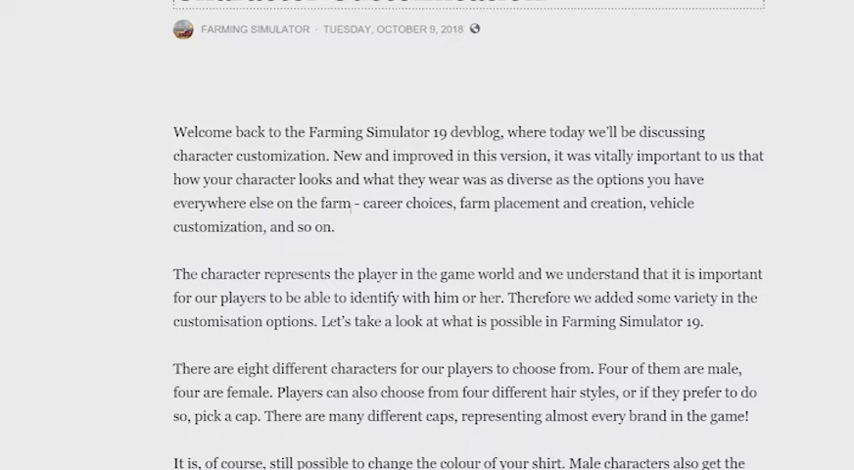 FARMING SIMULATOR · TUESDAY, OCTOBER 9, 2018
Welcome back to the Farming Simulator 19 devblog, where today we'll be discussing
character customization. New and improved in this version, it was vitally important to us that
how your character looks and what they wear was as diverse as the options you have
everywhere else on the farm - career choices, farm placement and creation, vehicle
customization, and so on.
The character represents the player in the game world and we understand that it is important
for our players to be able to identify with him or her. Therefore we added some variety in the
customisation options. Let's take a look at what is possible in Farming Simulator 19.
There are eight different characters for our players to choose from. Four of them are male,
four are female. Players can also choose from four different hair styles, or if they prefer to do
so, pick a cap. There are many different caps, representing almost every brand in the game!
It is, of course, still possible to change the colour of your shirt. Male characters also get the